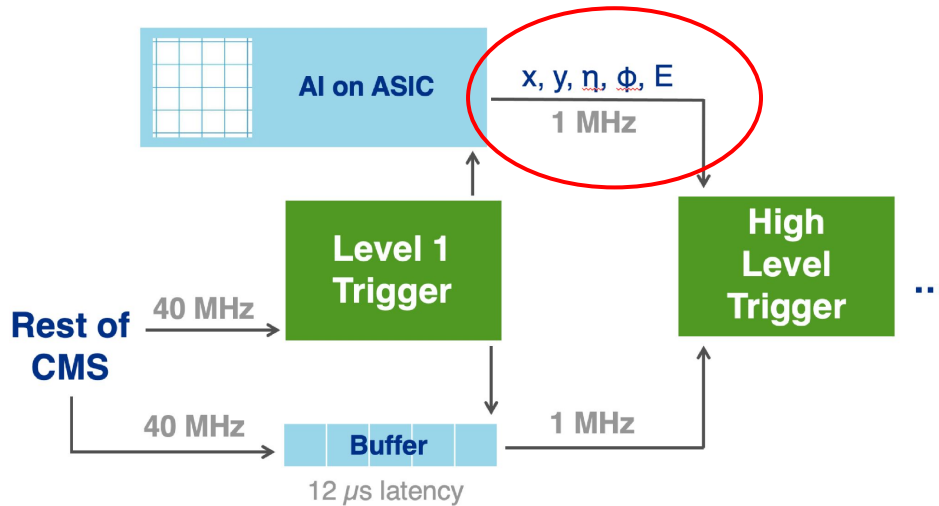 AI on ASIC
x, y, η, ϕ, E
1 MHz
Level 1
Trigger
High
Level
Trigger
..
40 MHz
Rest of
CMS
40 MHz
Buffer
1 MHz
12 µs latency